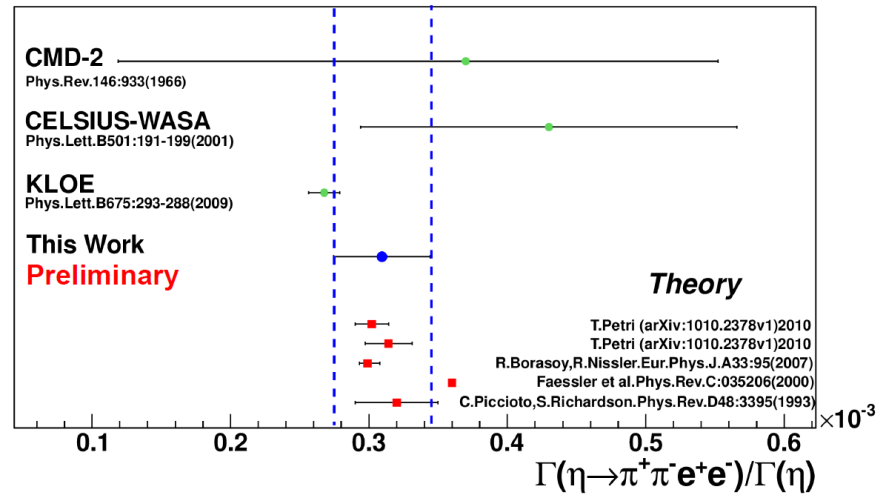 CMD-2
Phys.Rev.146:933(1966)
CELSIUS-WASA
Phys.Lett.B501:191-199(2001)
KLOE
Phys.Lett.B675:293-288(2009)
This Work
Preliminary
Theory
T.Petri (arXiv:1010.2378v1)2010
T.Petri (arXiv:1010.2378v1)2010
R.Borasoy,R.Nissler.Eur.Phys.J.A33:95(2007)
Faessler et al.Phys.Rev.C:035206(2000)
C.Piccioto,S.Richardson.Phys.Rev.D48:3395(1993)
0.1 0.2 0.3 0.4 0.5 0.6 ×10⁻³
Γ(η→π⁺π⁻e⁺e⁻)/Γ(η)